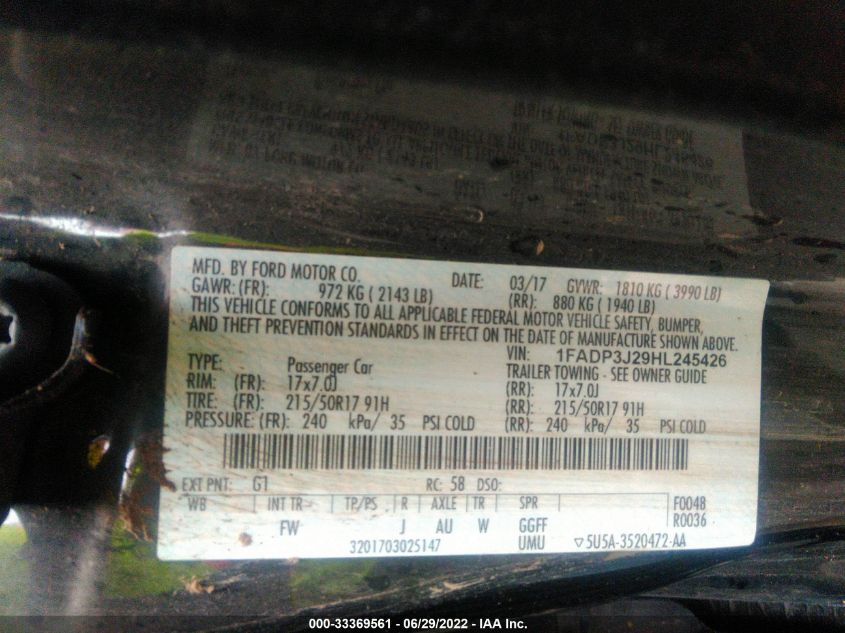 MFD. BY FORD MOTOR CO. DATE: 03/17 GVWR: 1810 KG ( 3990 LB)
GAWR: (FR): 972 KG ( 2143 LB) (RR): 880 KG ( 1940 LB)
THIS VEHICLE CONFORMS TO ALL APPLICABLE FEDERAL MOTOR VEHICLE SAFETY, BUMPER,
AND THEFT PREVENTION STANDARDS IN EFFECT ON THE DATE OF MANUFACTURE SHOWN ABOVE.
VIN: 1FADP3J29HL245426
TYPE: Passenger Car TRAILER TOWING - SEE OWNER GUIDE
RIM: (FR): 17x7.0J (RR): 17x7.0J
TIRE: (FR): 215/50R17 91H (RR): 215/50R17 91H
PRESSURE: (FR): 240 kPa/ 35 PSI COLD (RR): 240 kPa/ 35 PSI COLD
EXT PNT: G1 RC: 58 DSO:
WB INT TR TP/PS R AXLE TR SPR F0048
FW J AU W GGFF R0036
3201703025147 UMU ▽5U5A-3520472-AA
000-33369561 - 06/29/2022 - IAA Inc.